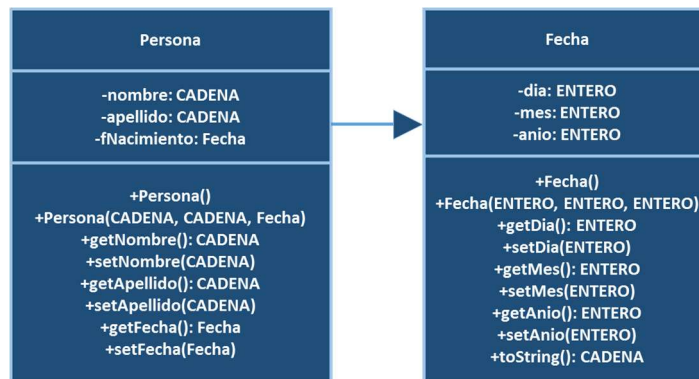 Persona
-nombre: CADENA
-apellido: CADENA
-fNacimiento: Fecha
+Persona()
+Persona(CADENA, CADENA, Fecha)
+getNombre(): CADENA
+setNombre(CADENA)
+getApellido(): CADENA
+setApellido(CADENA)
+getFecha(): Fecha
+setFecha(Fecha)
Fecha
-dia: ENTERO
-mes: ENTERO
-anio: ENTERO
+Fecha()
+Fecha(ENTERO, ENTERO, ENTERO)
+getDia(): ENTERO
+setDia(ENTERO)
+getMes(): ENTERO
+setMes(ENTERO)
+getAnio(): ENTERO
+setAnio(ENTERO)
+toString(): CADENA